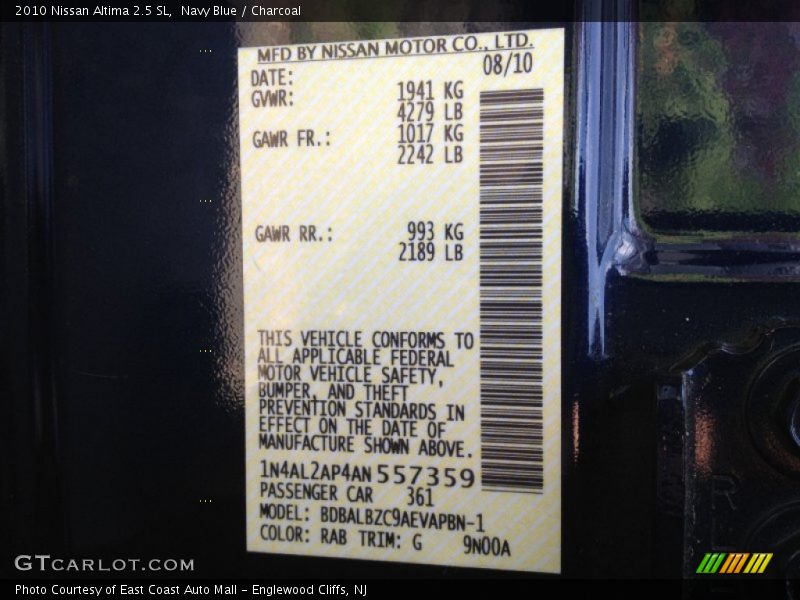 2010 Nissan Altima 2.5 SL,  Navy Blue / Charcoal
MFD BY NISSAN MOTOR CO., LTD.
DATE: 08/10
GVWR: 1941 KG
4279 LB
GAWR FR.: 1017 KG
2242 LB
GAWR RR.: 993 KG
2189 LB
THIS VEHICLE CONFORMS TO
ALL APPLICABLE FEDERAL
MOTOR VEHICLE SAFETY,
BUMPER, AND THEFT
PREVENTION STANDARDS IN
EFFECT ON THE DATE OF
MANUFACTURE SHOWN ABOVE.
1N4AL2AP4AN557359
PASSENGER CAR 361
MODEL: BDBALBZC9AEVAPBN-1
COLOR: RAB TRIM: G 9N00A
GTCARLOT.COM
Photo Courtesy of East Coast Auto Mall - Englewood Cliffs, NJ